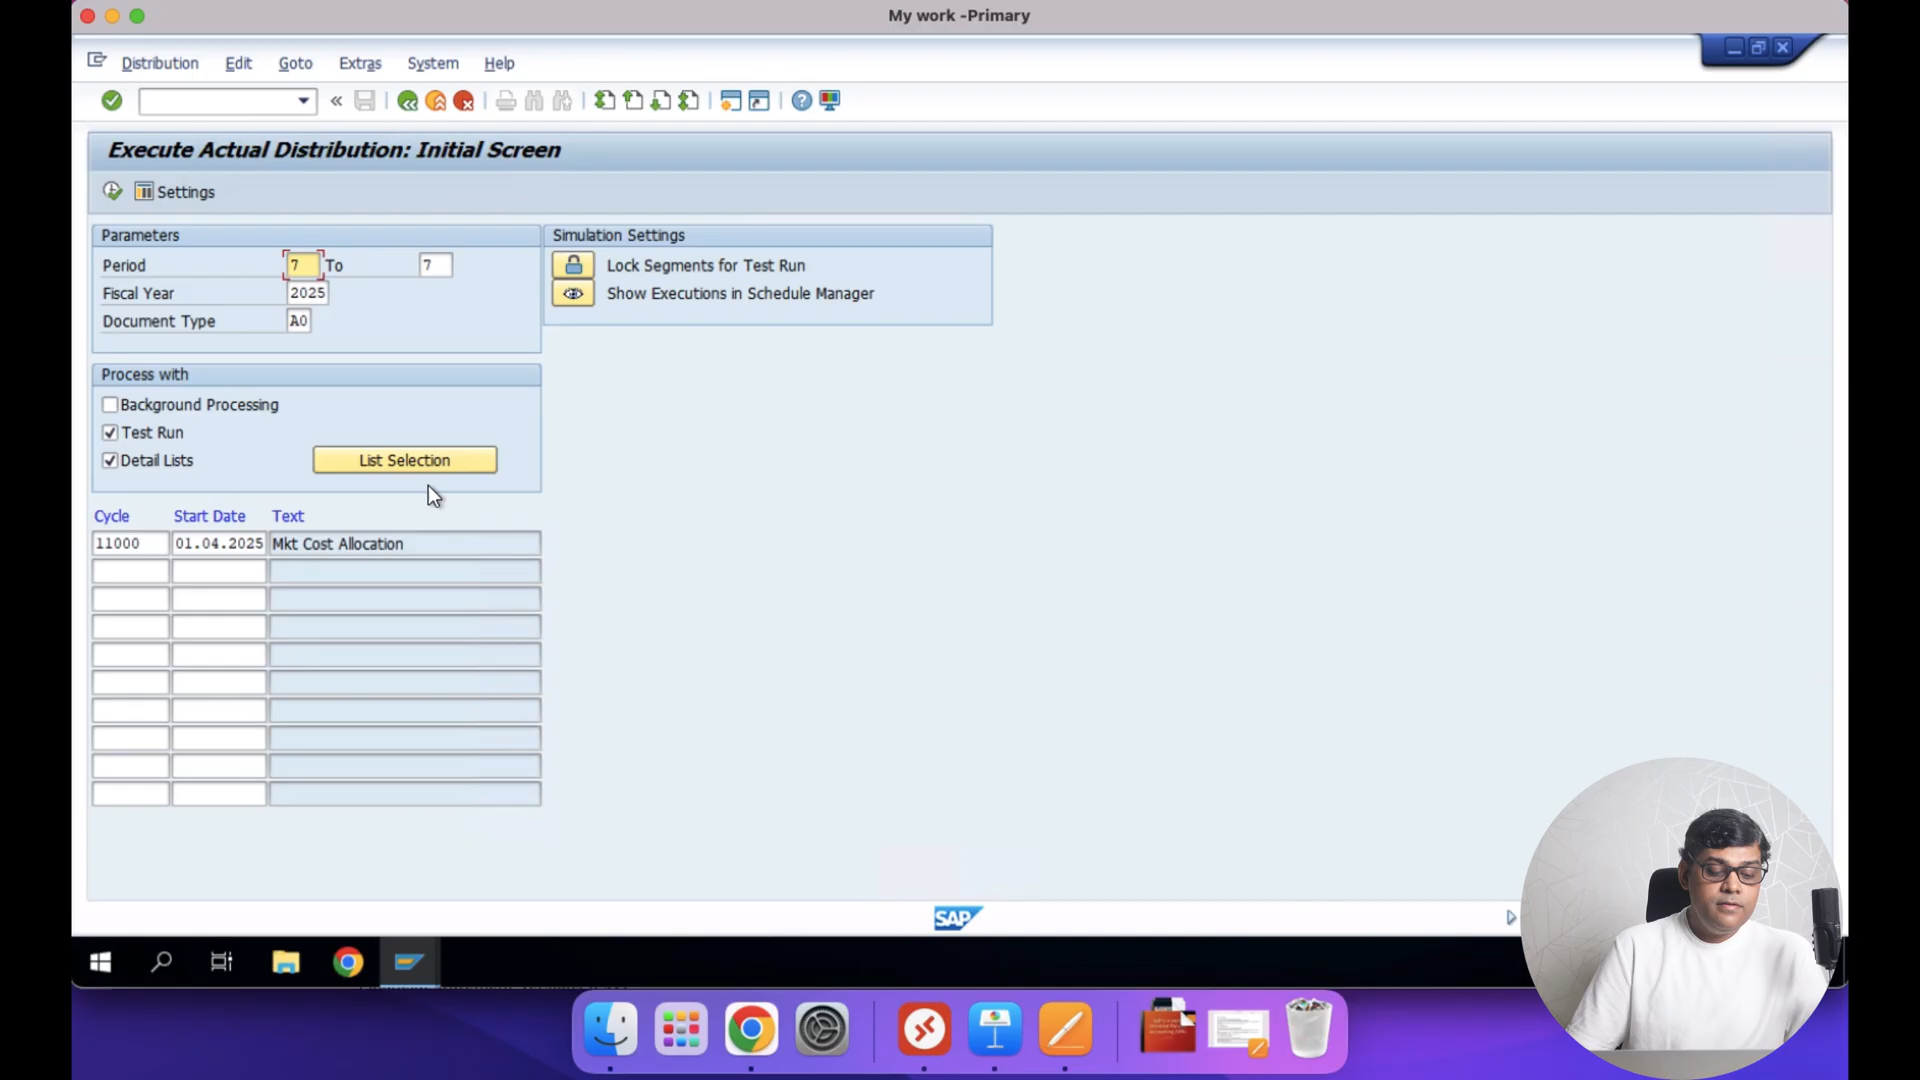 My work -Primary
Distribution Edit Goto Extras System Help
Execute Actual Distribution: Initial Screen
Settings
Parameters
Period 7 To 7
Fiscal Year 2025
Document Type A0
Simulation Settings
Lock Segments for Test Run
Show Executions in Schedule Manager
Process with
Background Processing
Test Run
Detail Lists List Selection
Cycle Start Date Text
11000 01.04.2025 Mkt Cost Allocation
SAP